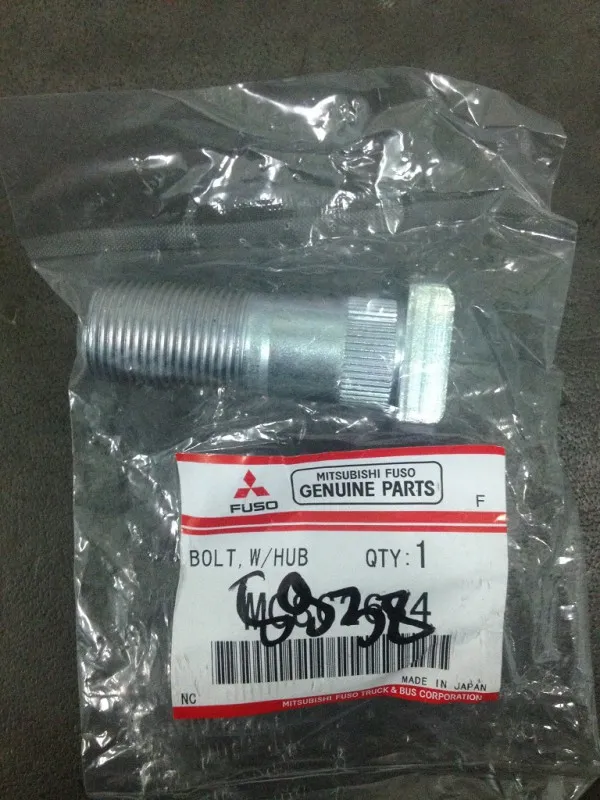 MITSUBISHI FUSO
GENUINE PARTS
FUSO
F
BOLT, W/HUB QTY: 1
MADE IN JAPAN
NC
MITSUBISHI FUSO TRUCK & BUS CORPORATION